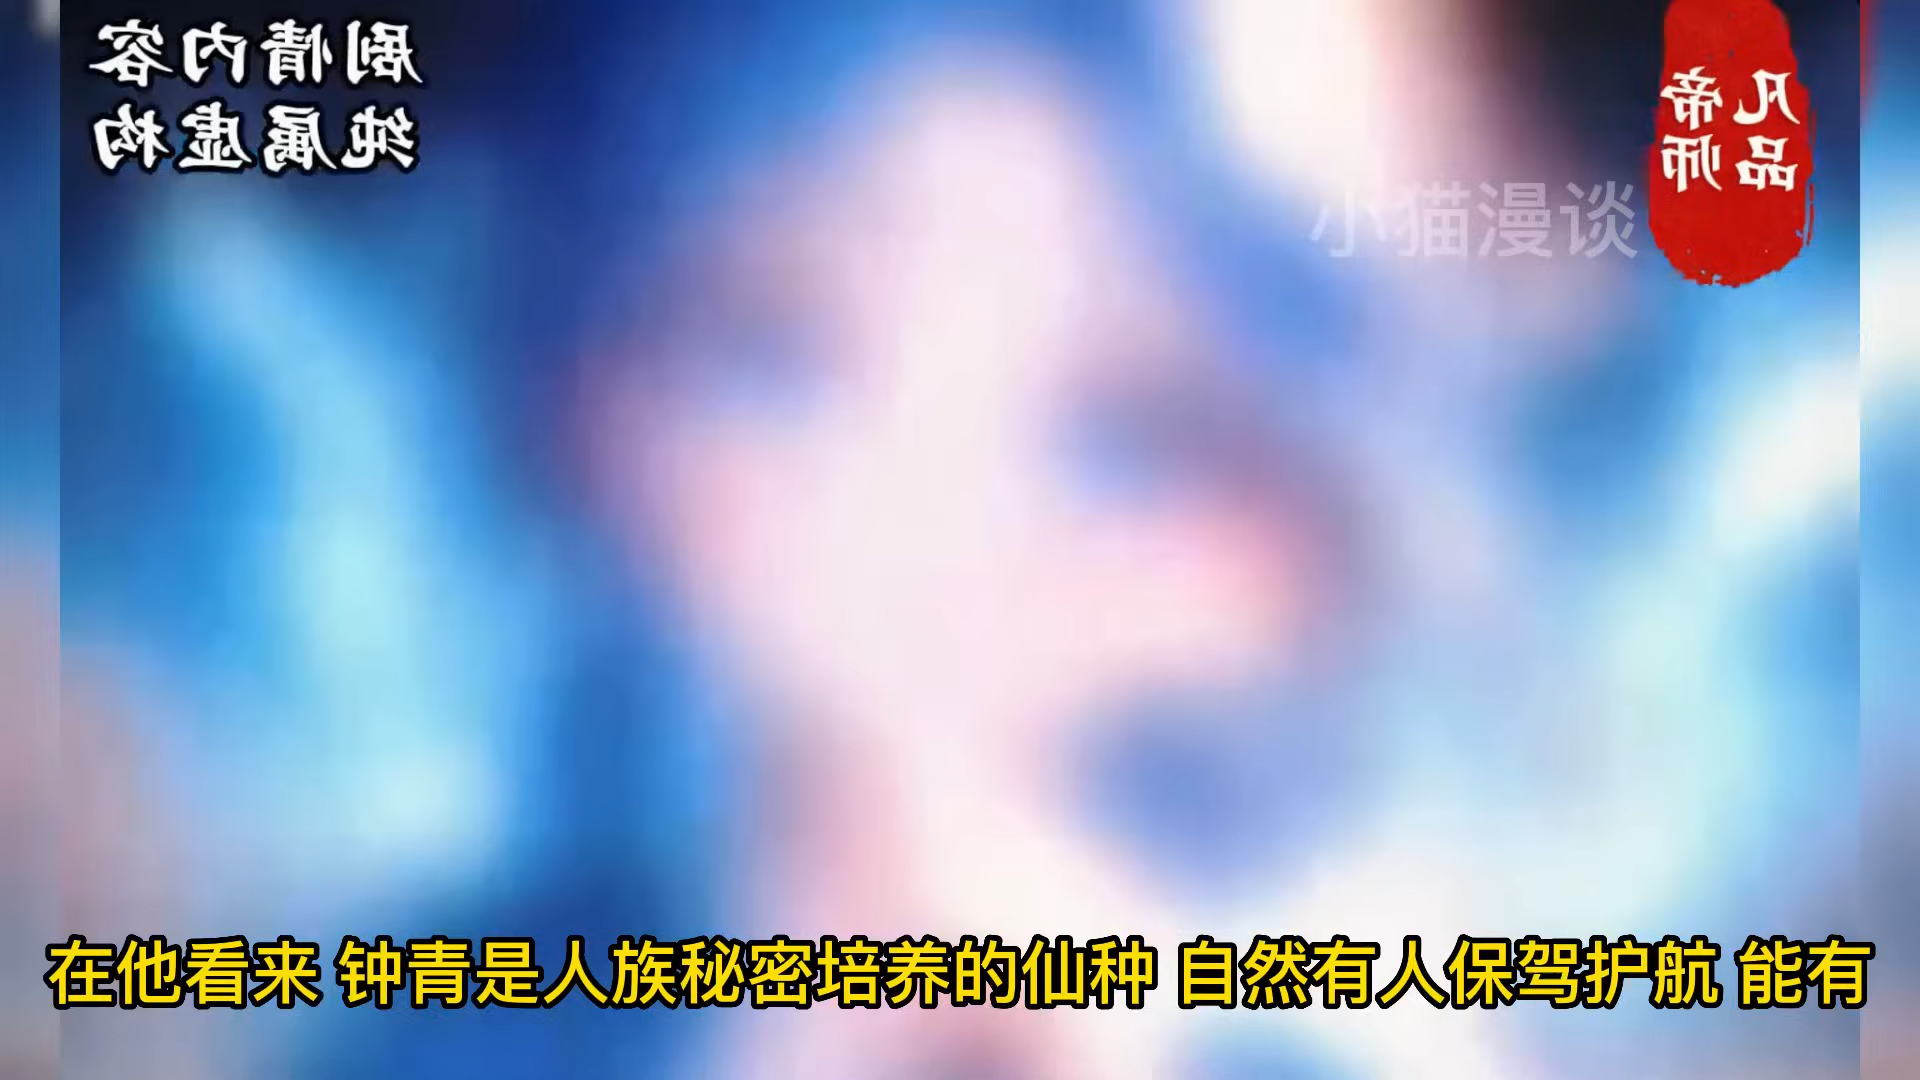 剧情内容
纯属虚构
凡品
帝师
小猫漫谈
在他看来 钟青是人族秘密培养的仙种 自然有人保驾护航 能有